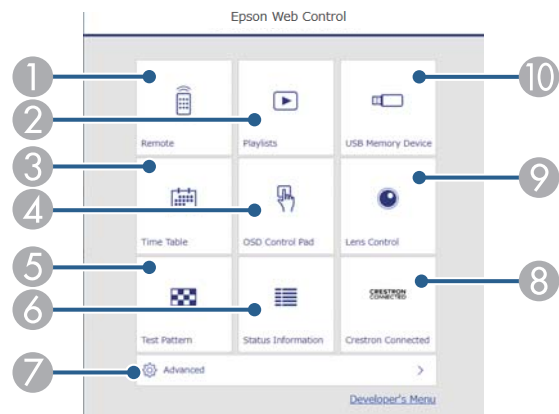 Epson Web Control
1
2
3
4
5
6
7
8
9
10
Remote
Playlists
USB Memory Device
Time Table
OSD Control Pad
Lens Control
CRESTRON
CONNECTED
Test Pattern
Status Information
Crestron Connected
Advanced
Developer's Menu